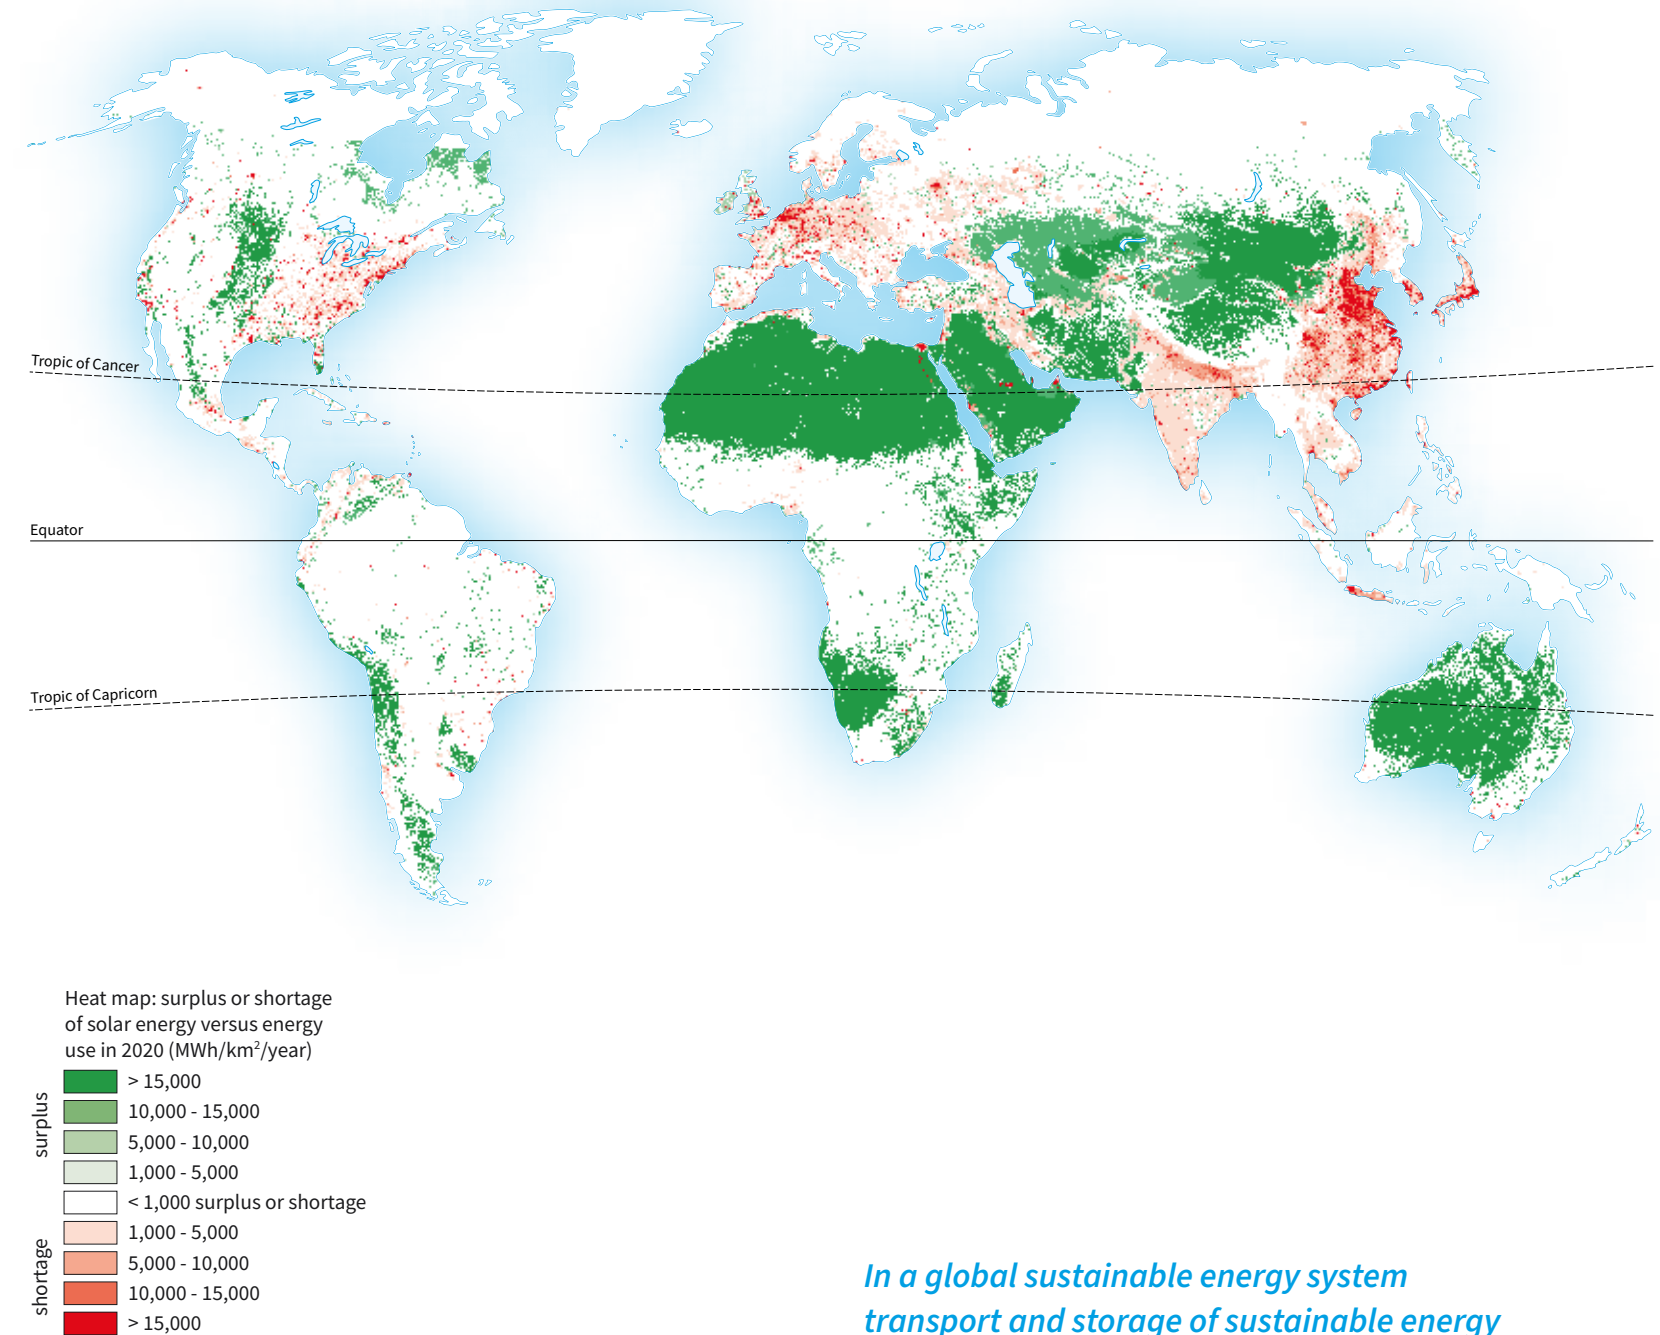 Tropic of Cancer
Equator
Tropic of Capricorn
Heat map: surplus or shortage
of solar energy versus energy
use in 2020 (MWh/km²/year)
surplus
> 15,000
10,000 - 15,000
5,000 - 10,000
1,000 - 5,000
< 1,000 surplus or shortage
shortage
1,000 - 5,000
5,000 - 10,000
10,000 - 15,000
> 15,000
In a global sustainable energy system
transport and storage of sustainable energy